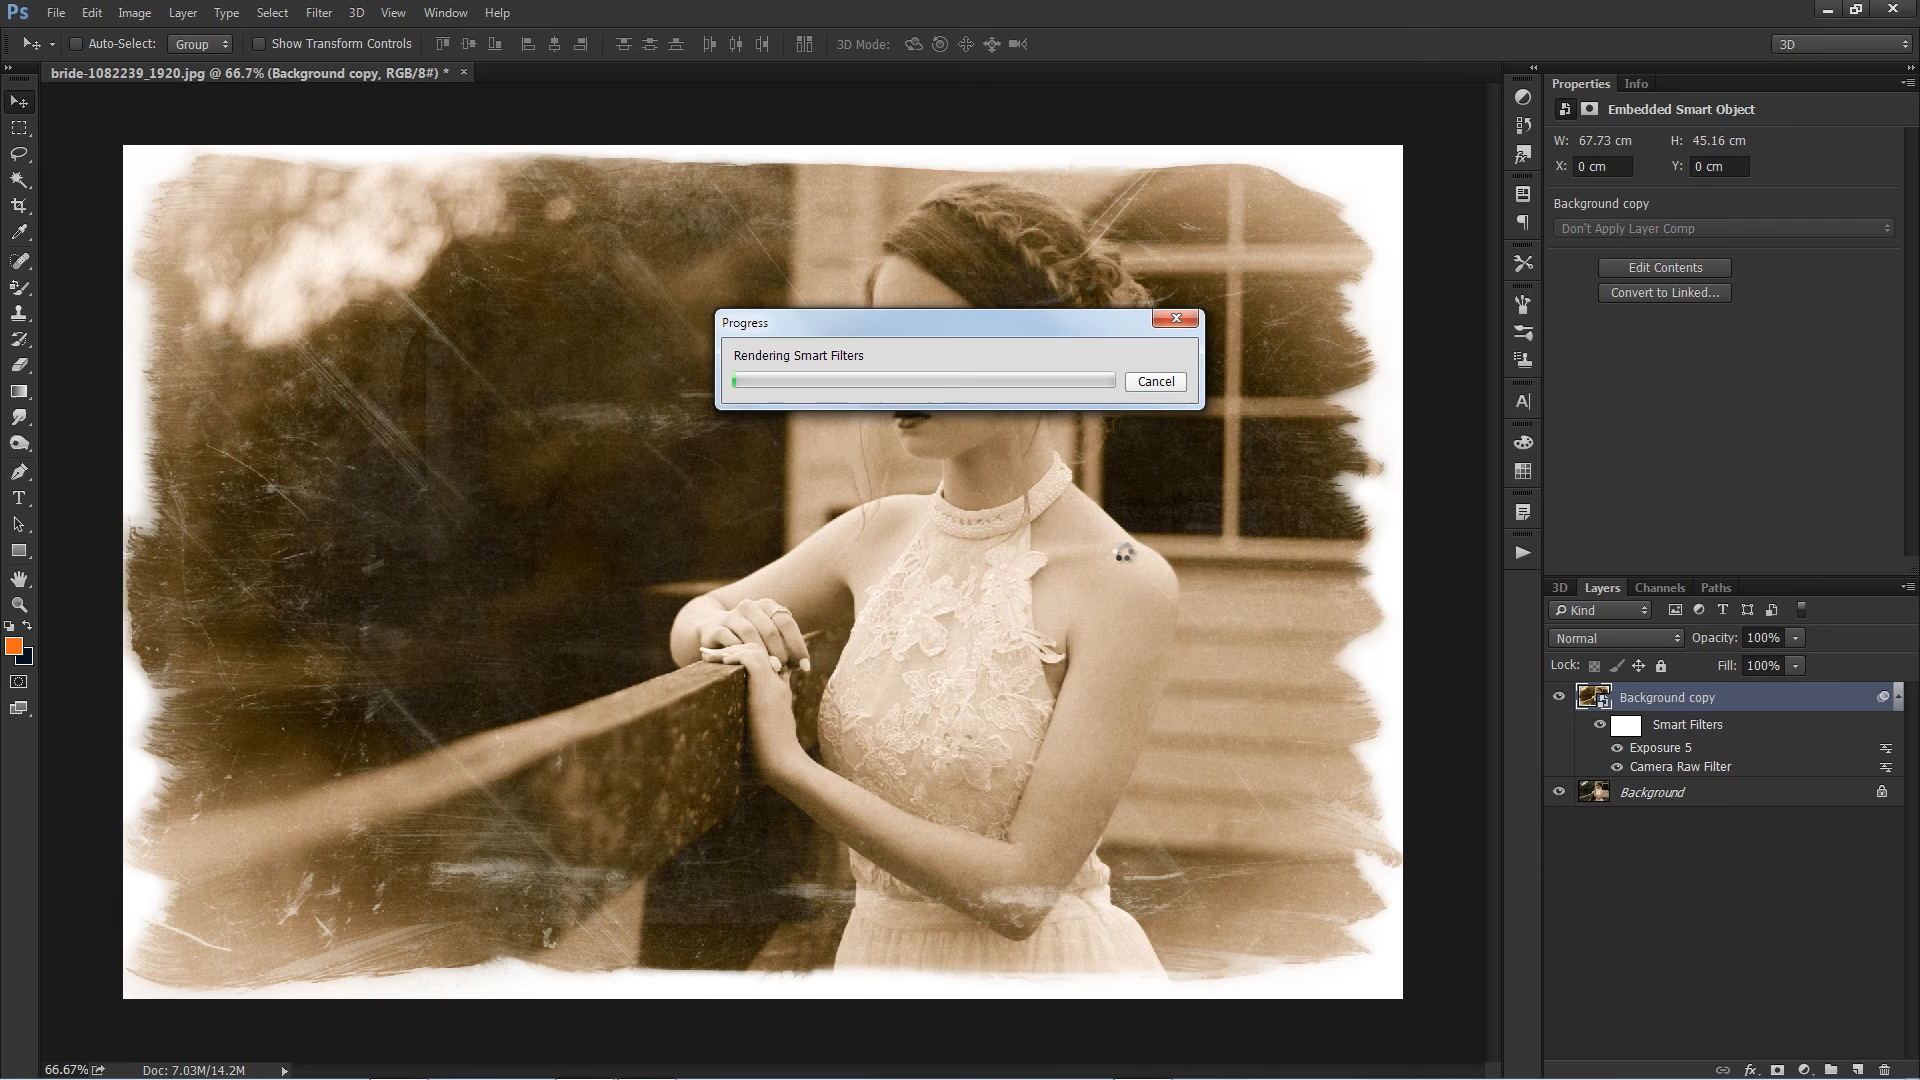 Ps File Edit Image Layer Type Select Filter 3D View Window Help
Auto-Select: Group Show Transform Controls 3D Mode: 3D
bride-1082239_1920.jpg @ 66.7% (Background copy, RGB/8#) * ×
Properties Info
Embedded Smart Object
W: 67.73 cm H: 45.16 cm
X: 0 cm Y: 0 cm
Background copy
Don't Apply Layer Comp
Edit Contents
Convert to Linked...
Progress
Rendering Smart Filters
Cancel
3D Layers Channels Paths
Kind
Normal Opacity: 100%
Lock: Fill: 100%
Background copy
Smart Filters
Exposure 5
Camera Raw Filter
Background
66.67% Doc: 7.03M/14.2M